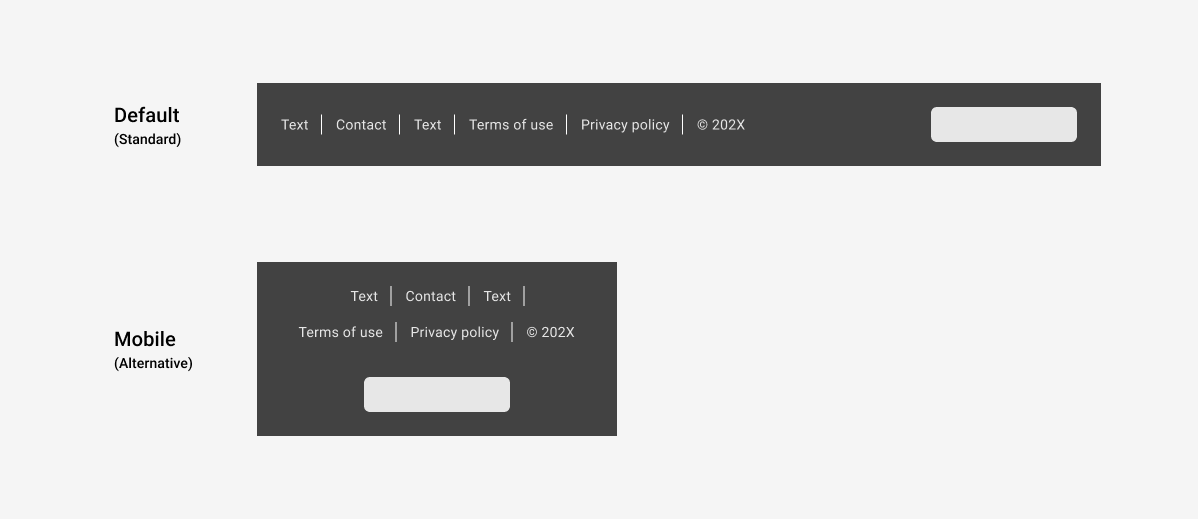 Default
(Standard)
Text | Contact | Text | Terms of use | Privacy policy | © 202X
Mobile
(Alternative)
Text | Contact | Text |
Terms of use | Privacy policy | © 202X